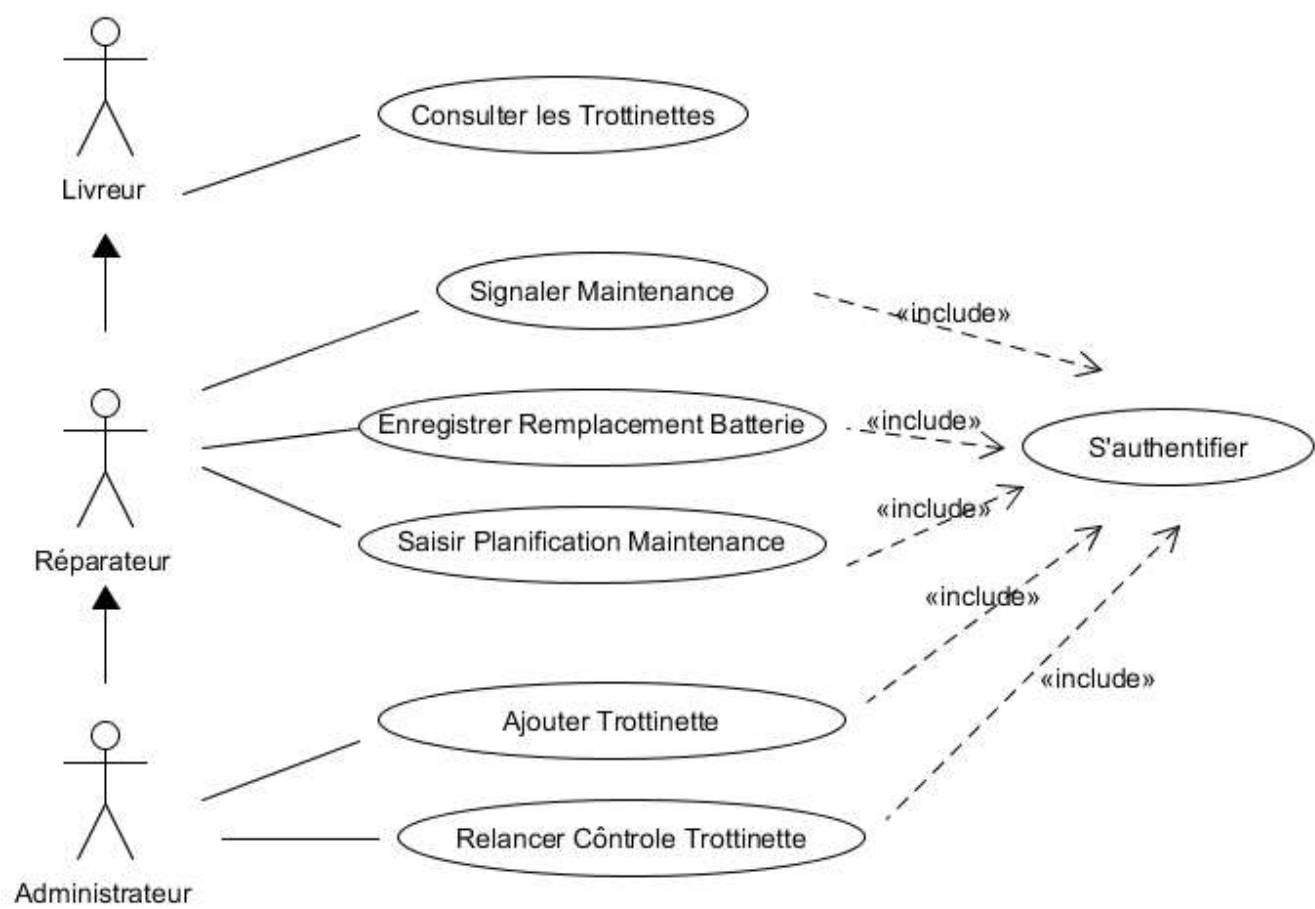 Consulter les Trottinettes
Livreur
Signaler Maintenance
«include»
Enregistrer Remplacement Batterie
«include»
S'authentifier
«include»
Saisir Planification Maintenance
Réparateur
«include»
«include»
Ajouter Trottinette
Relancer Côntrole Trottinette
Administrateur